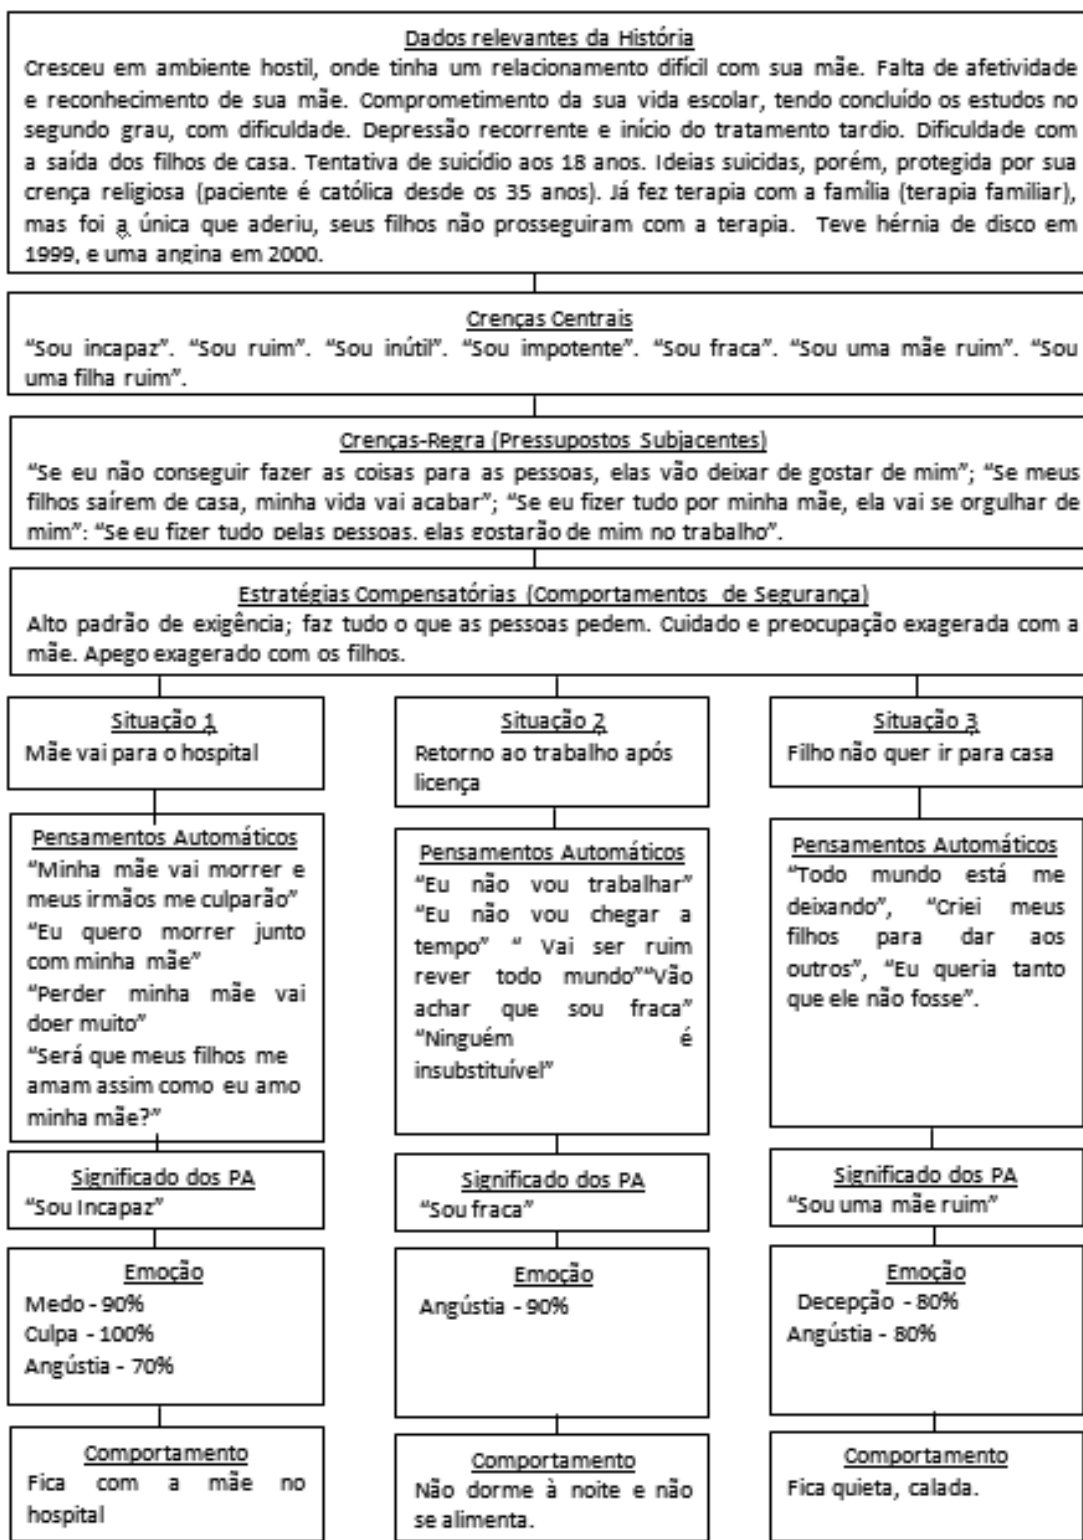 Dados relevantes da História
Cresceu em ambiente hostil, onde tinha um relacionamento difícil com sua mãe. Falta de afetividade
e reconhecimento de sua mãe. Comprometimento da sua vida escolar, tendo concluído os estudos no
segundo grau, com dificuldade. Depressão recorrente e início do tratamento tardio. Dificuldade com
a saída dos filhos de casa. Tentativa de suicídio aos 18 anos. Ideias suicidas, porém, protegida por sua
crença religiosa (paciente é católica desde os 35 anos). Já fez terapia com a família (terapia familiar),
mas foi a única que aderiu, seus filhos não prosseguiram com a terapia. Teve hérnia de disco em
1999, e uma angina em 2000.
Crenças Centrais
“Sou incapaz”. “Sou ruim”. “Sou inútil”. “Sou impotente”. “Sou fraca”. “Sou uma mãe ruim”. “Sou
uma filha ruim”.
Crenças-Regra (Pressupostos Subjacentes)
“Se eu não conseguir fazer as coisas para as pessoas, elas vão deixar de gostar de mim”; “Se meus
filhos saírem de casa, minha vida vai acabar”; “Se eu fizer tudo por minha mãe, ela vai se orgulhar de
mim”; “Se eu fizer tudo pelas pessoas, elas gostarão de mim no trabalho”.
Estratégias Compensatórias (Comportamentos de Segurança)
Alto padrão de exigência; faz tudo o que as pessoas pedem. Cuidado e preocupação exagerada com a
mãe. Apego exagerado com os filhos.
Situação 1
Mãe vai para o hospital
Pensamentos Automáticos
“Minha mãe vai morrer e
meus irmãos me culparão”
“Eu quero morrer junto
com minha mãe”
“Perder minha mãe vai
doer muito”
“Será que meus filhos me
amam assim como eu amo
minha mãe?”
Significado dos PA
“Sou Incapaz”
Emoção
Medo - 90%
Culpa - 100%
Angústia - 70%
Comportamento
Fica com a mãe no
hospital
Situação 2
Retorno ao trabalho após
licença
Pensamentos Automáticos
“Eu não vou trabalhar”
“Eu não vou chegar a
tempo” “ Vai ser ruim
rever todo mundo”“Vão
achar que sou fraca”
“Ninguém é
insubstituível”
Significado dos PA
“Sou fraca”
Emoção
Angústia - 90%
Comportamento
Não dorme à noite e não
se alimenta.
Situação 3
Filho não quer ir para casa
Pensamentos Automáticos
“Todo mundo está me
deixando”, “Criei meus
filhos para dar aos
outros”, “Eu queria tanto
que ele não fosse”.
Significado dos PA
“Sou uma mãe ruim”
Emoção
Decepção - 80%
Angústia - 80%
Comportamento
Fica quieta, calada.